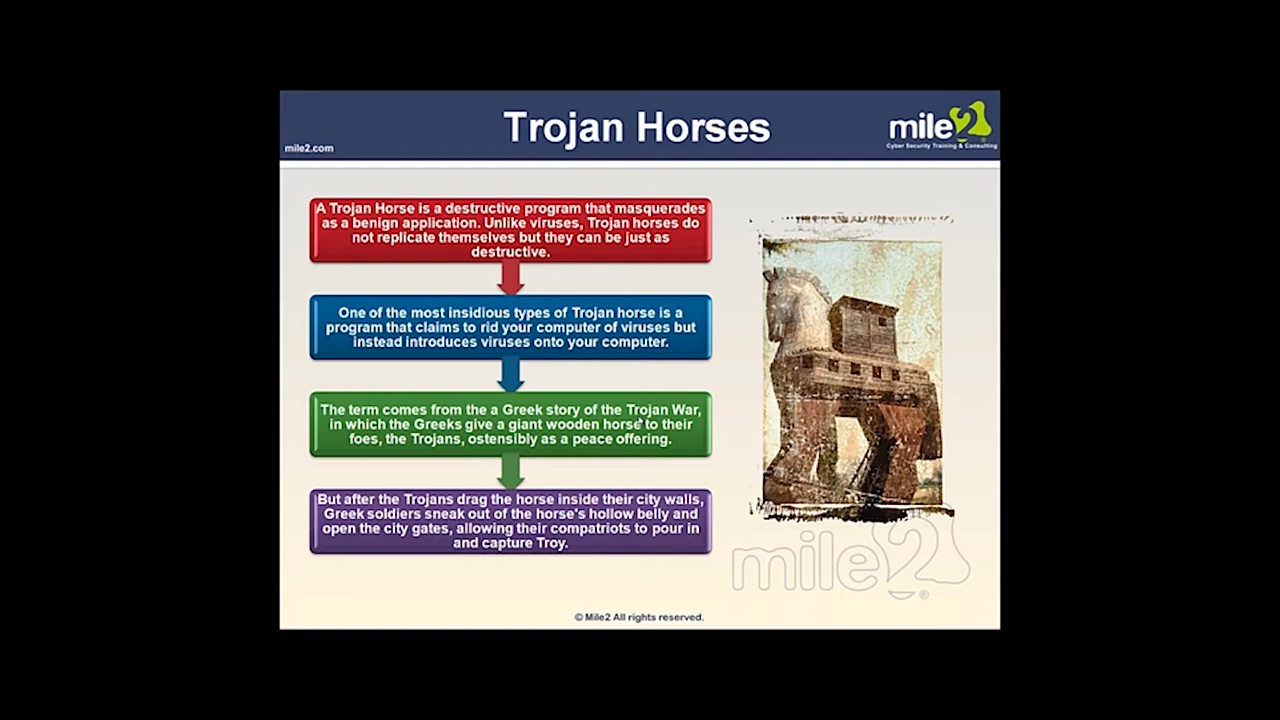 Trojan Horses
mile2
Cyber Security Training & Consulting
mile2.com
A Trojan Horse is a destructive program that masquerades
as a benign application. Unlike viruses, Trojan horses do
not replicate themselves but they can be just as
destructive.
One of the most insidious types of Trojan horse is a
program that claims to rid your computer of viruses but
instead introduces viruses onto your computer.
The term comes from the a Greek story of the Trojan War,
in which the Greeks give a giant wooden horse to their
foes, the Trojans, ostensibly as a peace offering.
But after the Trojans drag the horse inside their city walls,
Greek soldiers sneak out of the horse's hollow belly and
open the city gates, allowing their compatriots to pour in
and capture Troy.
mile2®
© Mile2 All rights reserved.